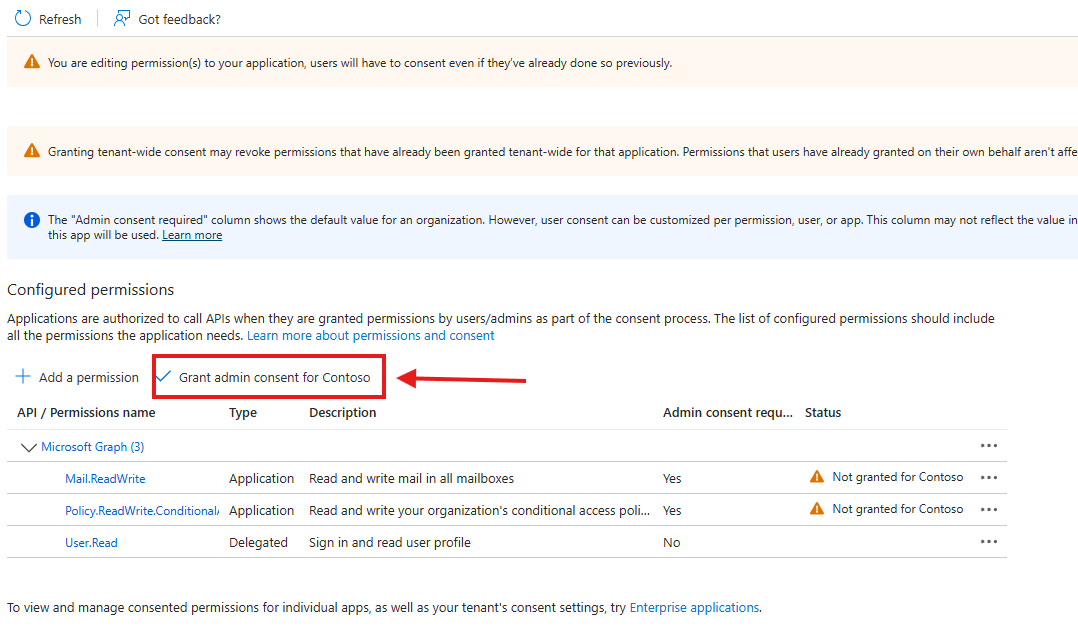 Refresh Got feedback?
You are editing permission(s) to your application, users will have to consent even if they've already done so previously.
Granting tenant-wide consent may revoke permissions that have already been granted tenant-wide for that application. Permissions that users have already granted on their own behalf aren't affe
The "Admin consent required" column shows the default value for an organization. However, user consent can be customized per permission, user, or app. This column may not reflect the value in
this app will be used. Learn more
Configured permissions
Applications are authorized to call APIs when they are granted permissions by users/admins as part of the consent process. The list of configured permissions should include
all the permissions the application needs. Learn more about permissions and consent
Add a permission Grant admin consent for Contoso
API / Permissions name Type Description Admin consent requ... Status
Microsoft Graph (3)
Mail.ReadWrite Application Read and write mail in all mailboxes Yes Not granted for Contoso
Policy.ReadWrite.Conditional Application Read and write your organization's conditional access poli... Yes Not granted for Contoso
User.Read Delegated Sign in and read user profile No
To view and manage consented permissions for individual apps, as well as your tenant's consent settings, try Enterprise applications.